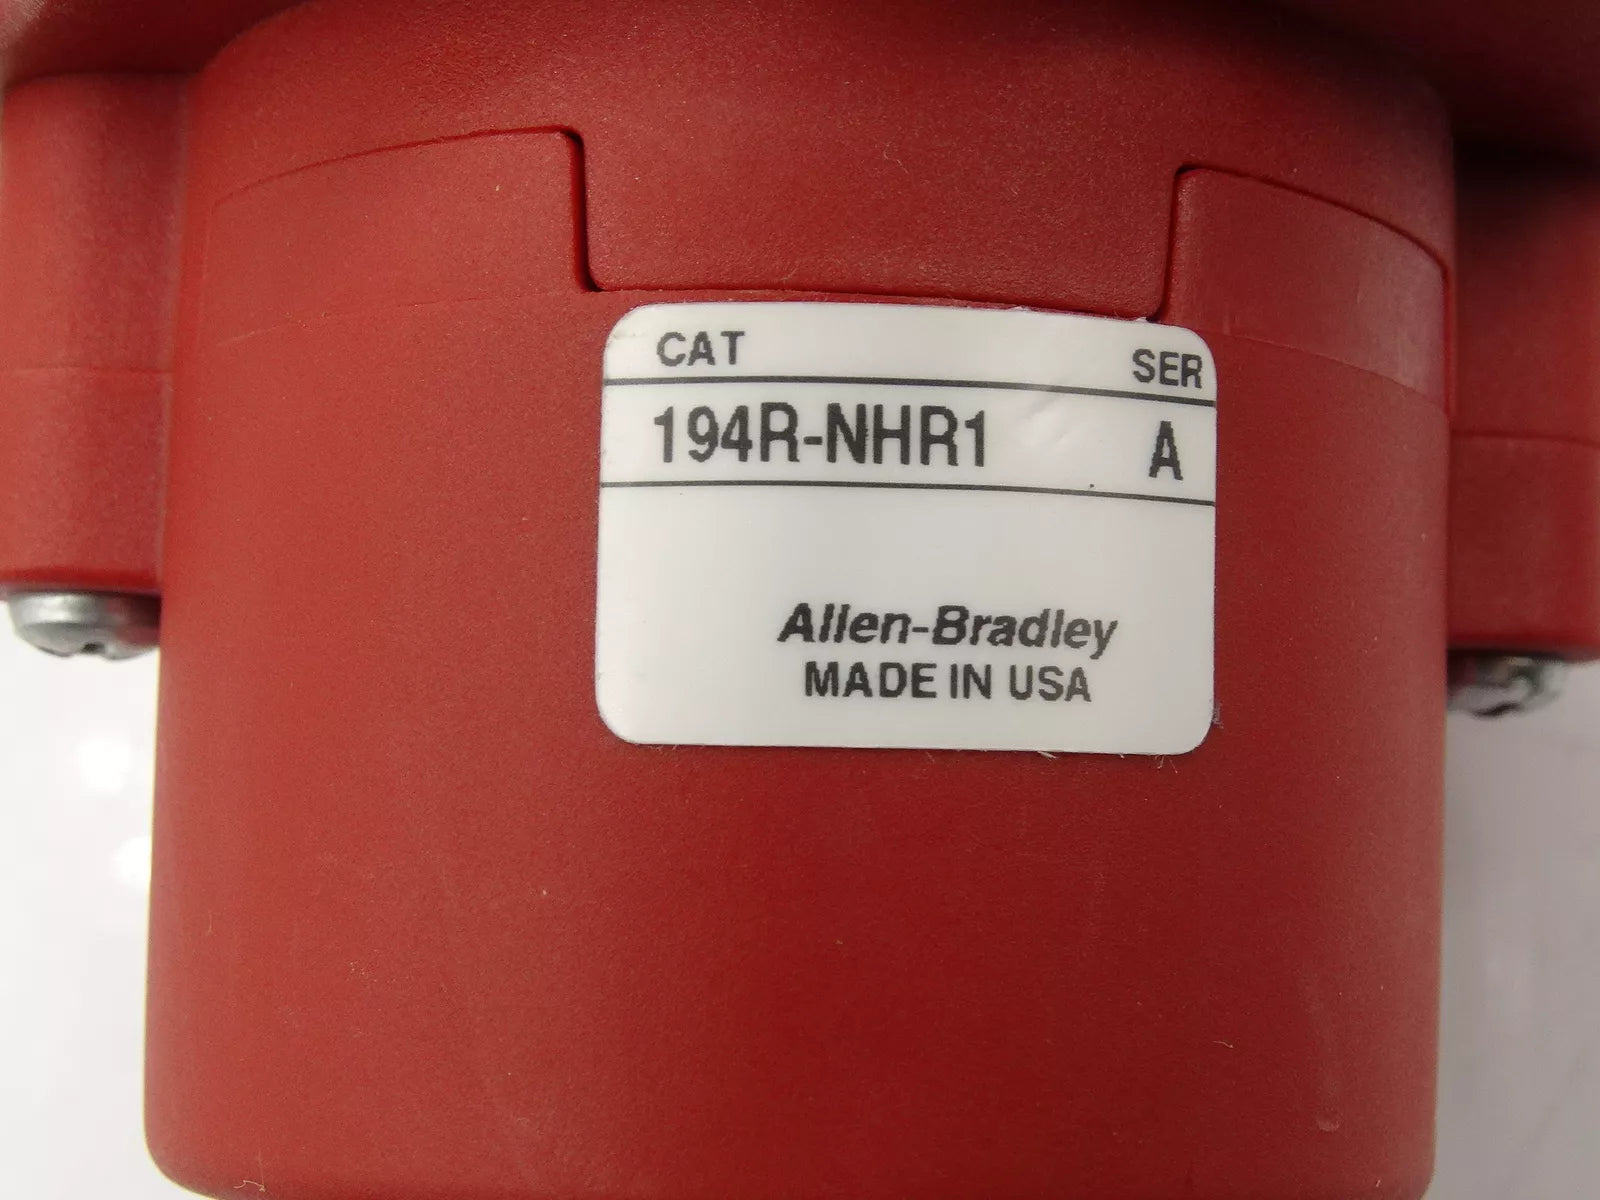 CAT SER
194R-NHR1 A
Allen-Bradley
MADE IN USA